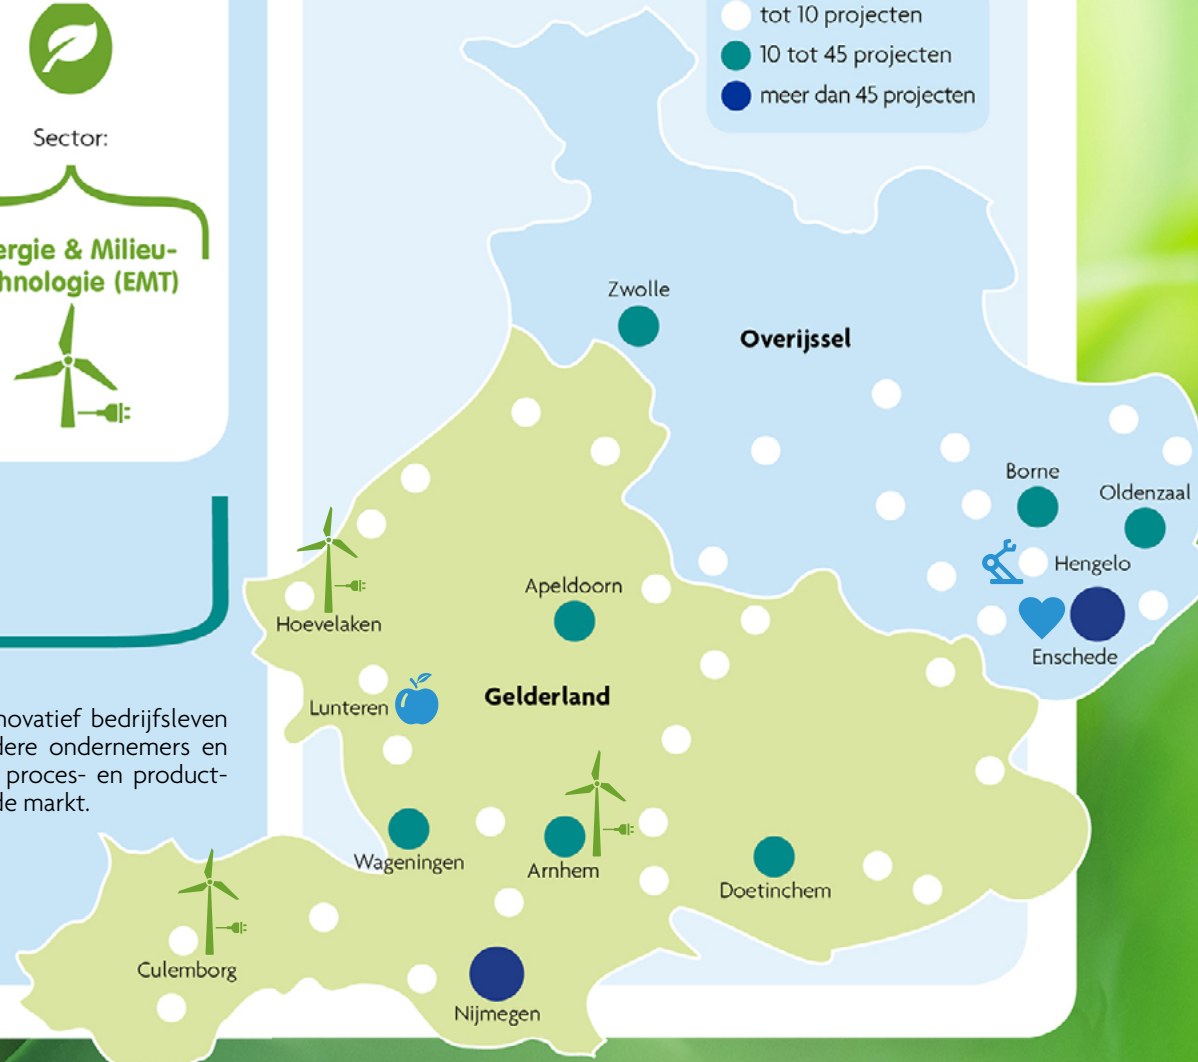 tot 10 projecten
10 tot 45 projecten
meer dan 45 projecten
Sector:
ergie & Milieu-
hnologie (EMT)
Zwolle
Overijssel
Borne
Oldenzaal
Hengelo
Enschede
Apeldoorn
Hoevelaken
Lunteren
Gelderland
novatief bedrijfsleven
dere ondernemers en
proces- en product-
de markt.
Wageningen
Arnhem
Doetinchem
Culemborg
Nijmegen